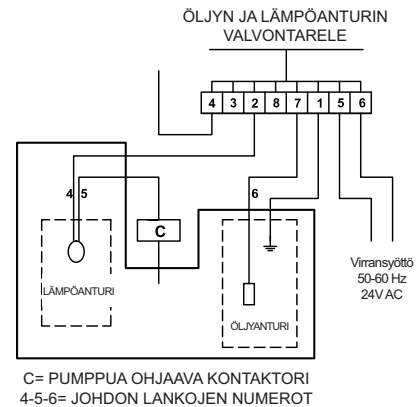 ÖLJYN JA LÄMPÖANTURIN
VALVONTARELE
4 3 2 8 7 1 5 6
4 5
6
C
LÄMPÖANTURI
ÖLJYANTURI
Virransyöttö
50-60 Hz
24V AC
C= PUMPPUA OHJAAVA KONTAKTORI
4-5-6= JOHDON LANKOJEN NUMEROT